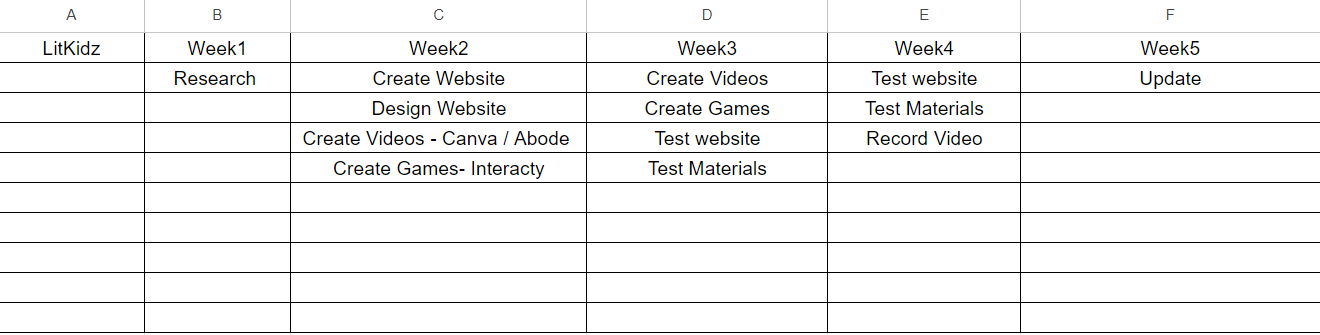 A B C D E F
LitKidz Week1 Week2 Week3 Week4 Week5
Research Create Website Create Videos Test website Update
Design Website Create Games Test Materials
Create Videos - Canva / Abode Test website Record Video
Create Games- Interacty Test Materials